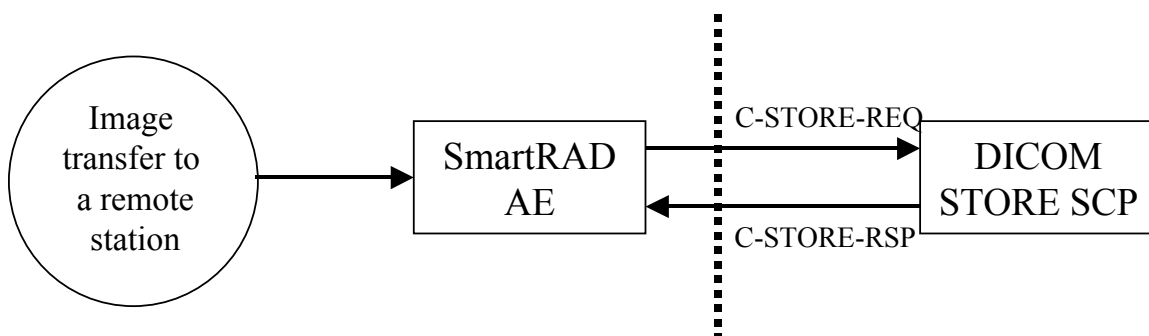 Image
transfer to
a remote
station
SmartRAD
AE
C-STORE-REQ
C-STORE-RSP
DICOM
STORE SCP